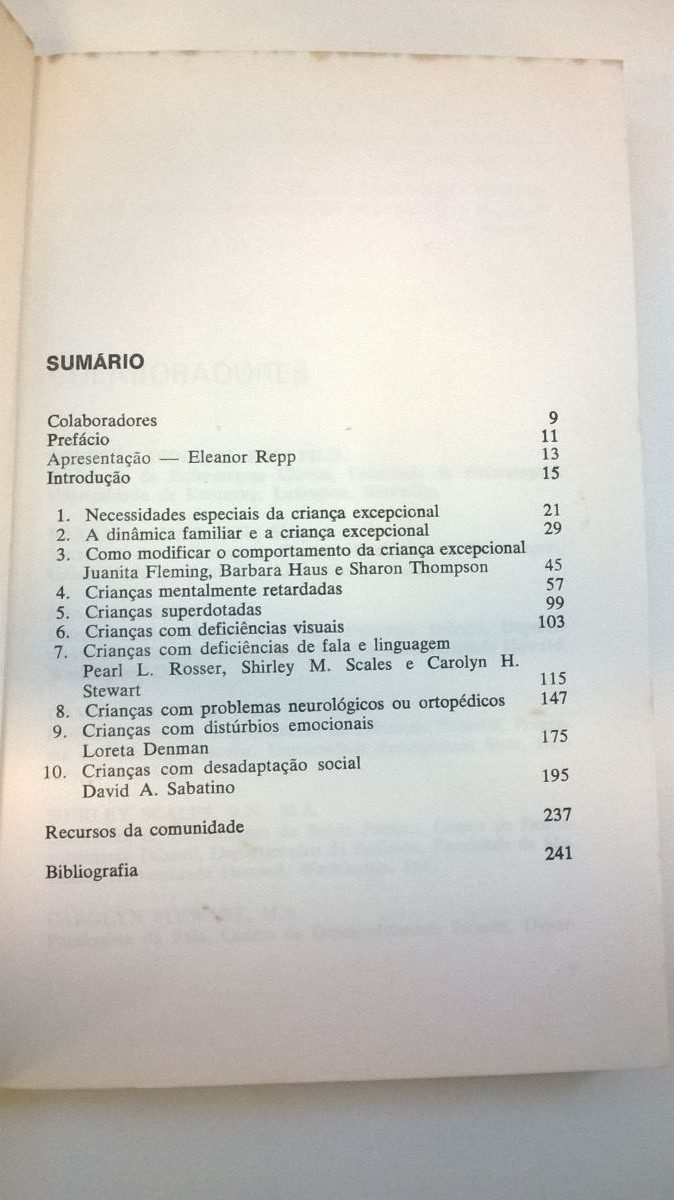 SUMÁRIO
Colaboradores 9
Prefácio 11
Apresentação — Eleanor Repp 13
Introdução 15
1. Necessidades especiais da criança excepcional 21
2. A dinâmica familiar e a criança excepcional 29
3. Como modificar o comportamento da criança excepcional
Juanita Fleming, Barbara Haus e Sharon Thompson 45
4. Crianças mentalmente retardadas 57
5. Crianças superdotadas 99
6. Crianças com deficiências visuais 103
7. Crianças com deficiências de fala e linguagem
Pearl L. Rosser, Shirley M. Scales e Carolyn H.
Stewart 115
8. Crianças com problemas neurológicos ou ortopédicos 147
9. Crianças com distúrbios emocionais
Loreta Denman 175
10. Crianças com desadaptação social
David A. Sabatino 195
Recursos da comunidade 237
Bibliografia 241